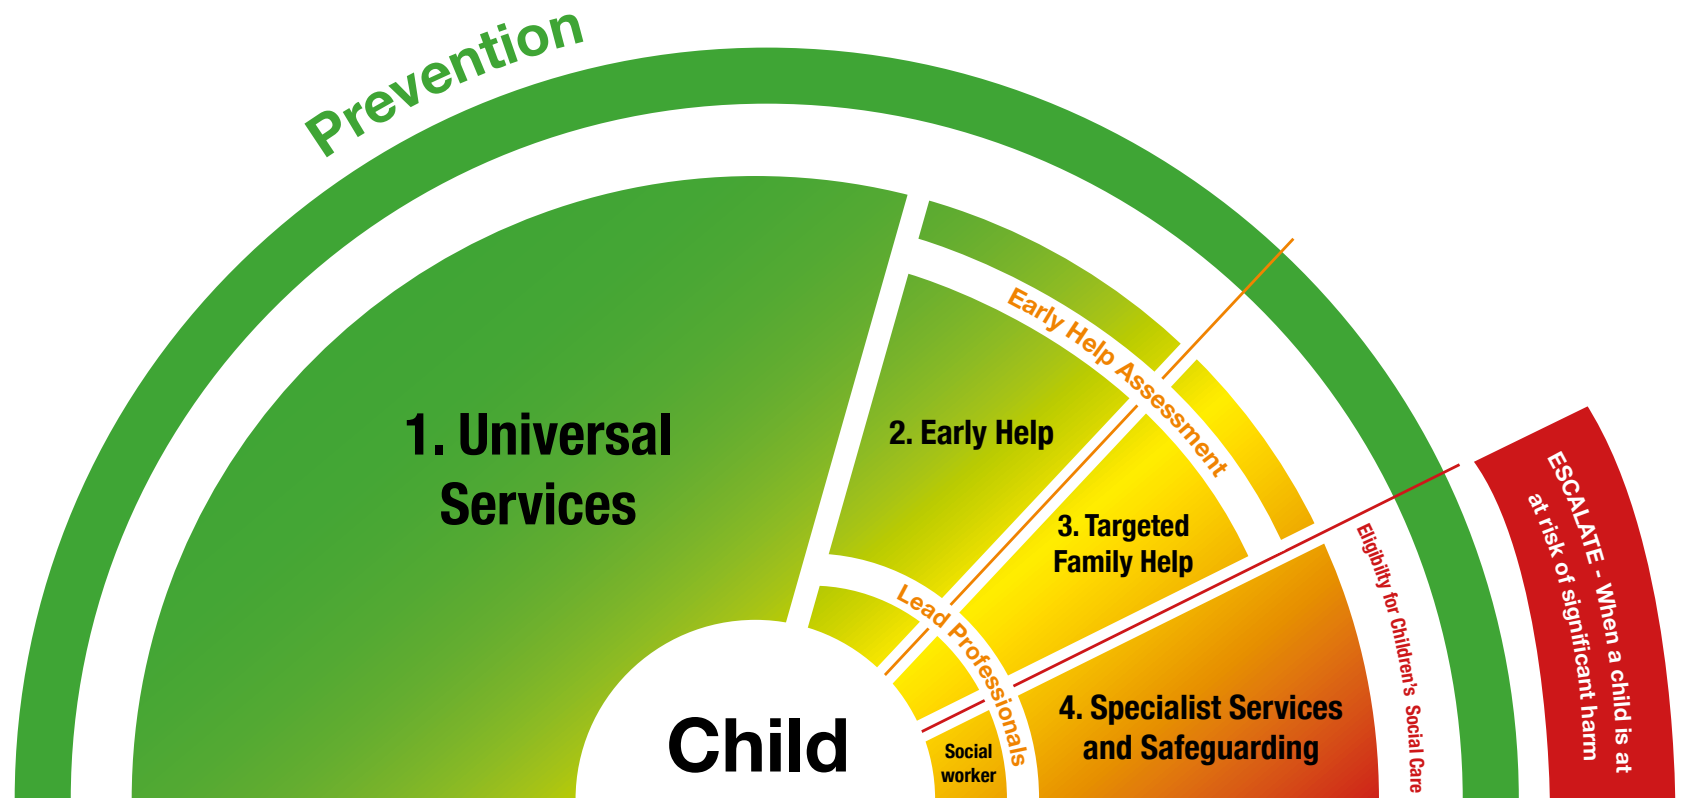 Prevention
1. Universal
Services
2. Early Help
Early Help Assessment
3. Targeted
Family Help
Lead Professionals
4. Specialist Services
and Safeguarding
Social
worker
Child
Eligibilty for Children's Social Care
ESCALATE - When a child is at
at risk of significant harm